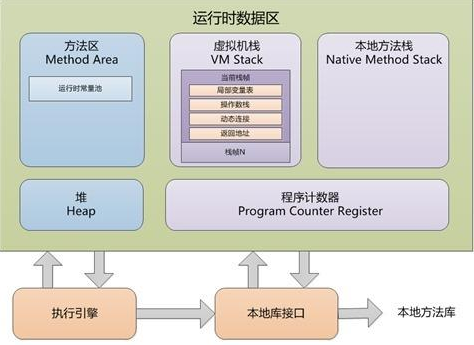 运行时数据区
方法区
Method Area
运行时常量池
虚拟机栈
VM Stack
当前栈帧
局部变量表
操作数栈
动态连接
返回地址
栈帧N
本地方法栈
Native Method Stack
堆
Heap
程序计数器
Program Counter Register
执行引擎
本地库接口
本地方法库